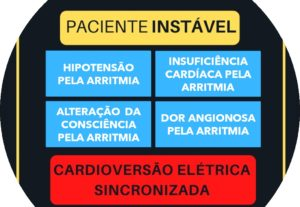 PACIENTE INSTÁVEL
HIPOTENSÃO
PELA ARRITMIA
INSUFICIÊNCIA
CARDÍACA PELA
ARRITMIA
ALTERAÇÃO DA
CONSCIÊNCIA
PELA ARRITMIA
DOR ANGIONOSA
PELA ARRITMIA
CARDIOVERSÃO ELÉTRICA
SINCRONIZADA